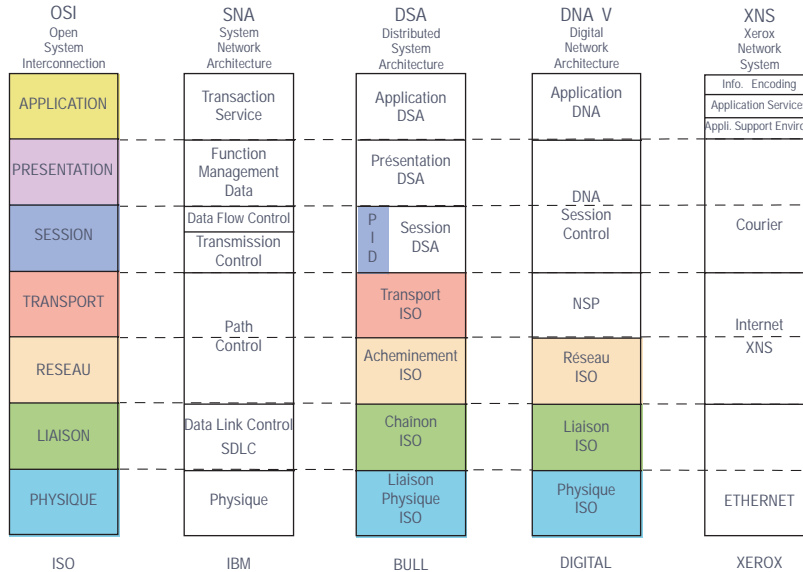 OSI
Open
System
Interconnection
APPLICATION
PRESENTATION
SESSION
TRANSPORT
RESEAU
LIAISON
PHYSIQUE
ISO
SNA
System
Network
Architecture
Transaction
Service
Function
Management
Data
Data Flow Control
Transmission
Control
Path
Control
Data Link Control
SDLC
Physique
IBM
DSA
Distributed
System
Architecture
Application
DSA
Présentation
DSA
P
I
D
Session
DSA
Transport
ISO
Acheminement
ISO
Chaînon
ISO
Liaison
Physique
ISO
BULL
DNA V
Digital
Network
Architecture
Application
DNA
DNA
Session
Control
NSP
Réseau
ISO
Liaison
ISO
Physique
ISO
DIGITAL
XNS
Xerox
Network
System
Info. Encoding
Application Service
Appli. Support Enviro
Courier
Internet
XNS
ETHERNET
XEROX